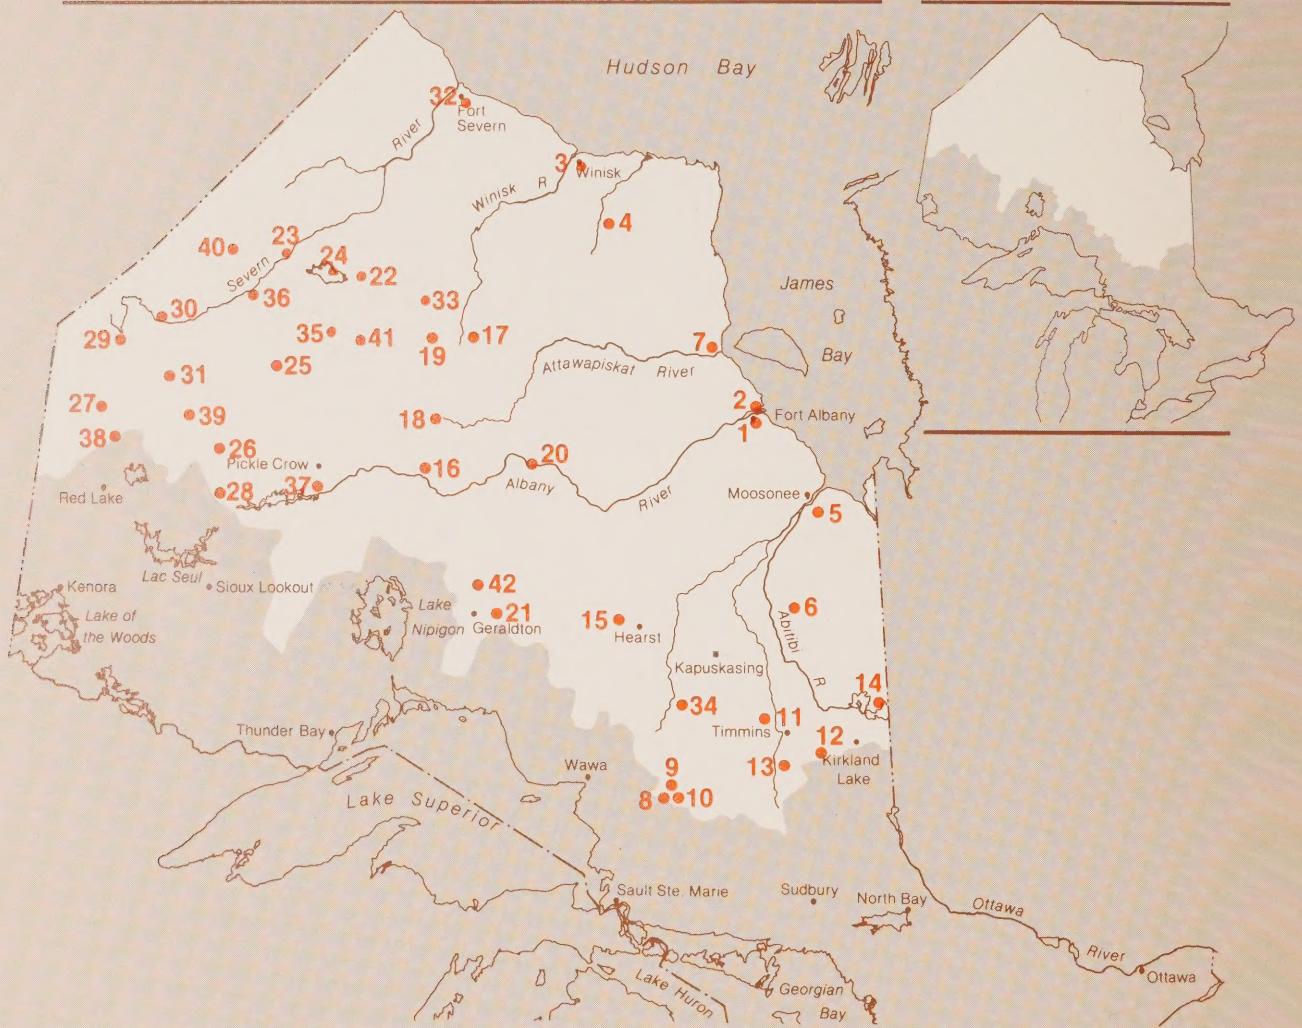 Hudson Bay
32
Fort
Severn
River
3
Winisk
Winisk R
4
40
23
24
22
Severn
James
36
33
30
35
41
19
17
7
29
Bay
Attawapiskat River
25
31
27
39
2
Fort Albany
18
1
38
26
Pickle Crow
16
20
Red Lake
28
37
Albany
River
Moosonee
5
Lac Seul
Kenora
Sioux Lookout
42
Lake
Nipigon
21
Geraldton
15
Hearst
6
Abitibi
R
Lake of
the Woods
Kapuskasing
14
34
11
Timmins
Thunder Bay
12
Kirkland
Lake
13
Wawa
9
8
10
Lake Superior
Sault Ste. Marie
Sudbury
North Bay
Ottawa
River
Ottawa
Lake Huron
Georgian
Bay